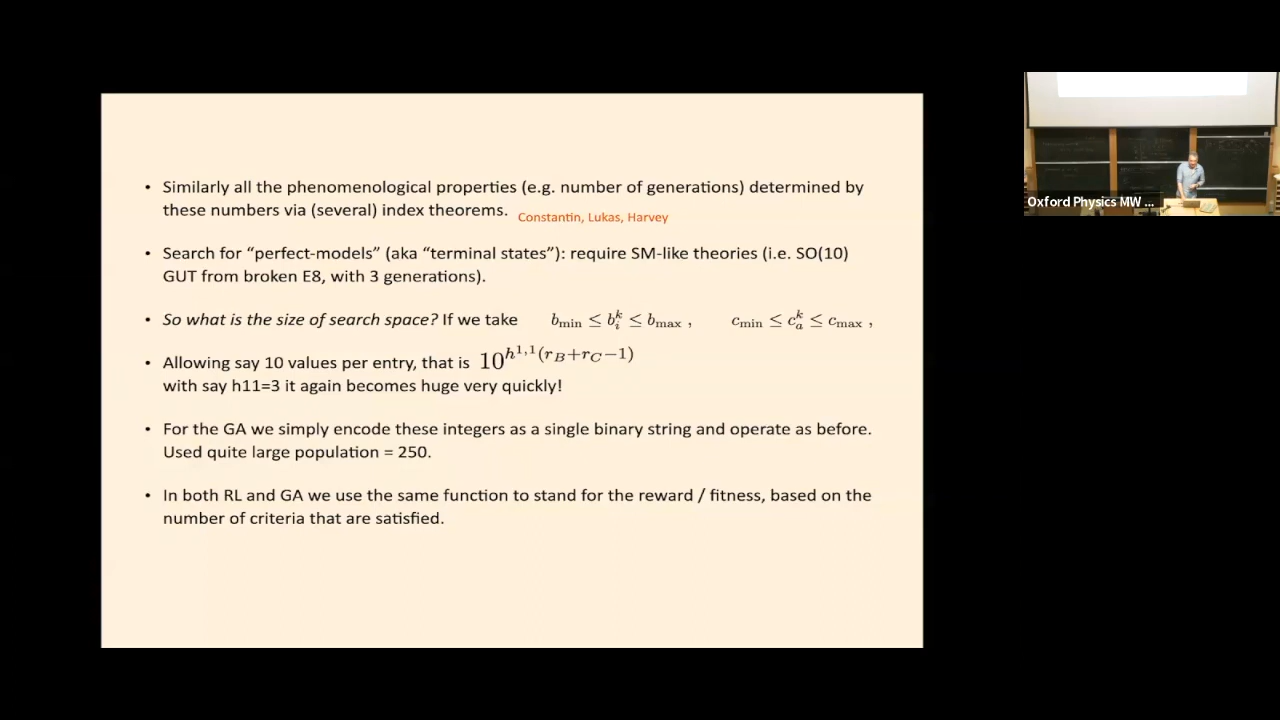 • Similarly all the phenomenological properties (e.g. number of generations) determined by
these numbers via (several) index theorems. Constantin, Lukas, Harvey
• Search for “perfect-models” (aka “terminal states”): require SM-like theories (i.e. SO(10)
GUT from broken E8, with 3 generations).
• So what is the size of search space? If we take b_min ≤ b_i^k ≤ b_max , c_min ≤ c_a^k ≤ c_max ,
• Allowing say 10 values per entry, that is 10^{h^{1,1}(r_B+r_C−1)}
with say h11=3 it again becomes huge very quickly!
• For the GA we simply encode these integers as a single binary string and operate as before.
Used quite large population = 250.
• In both RL and GA we use the same function to stand for the reward / fitness, based on the
number of criteria that are satisfied.
Oxford Physics MW ...